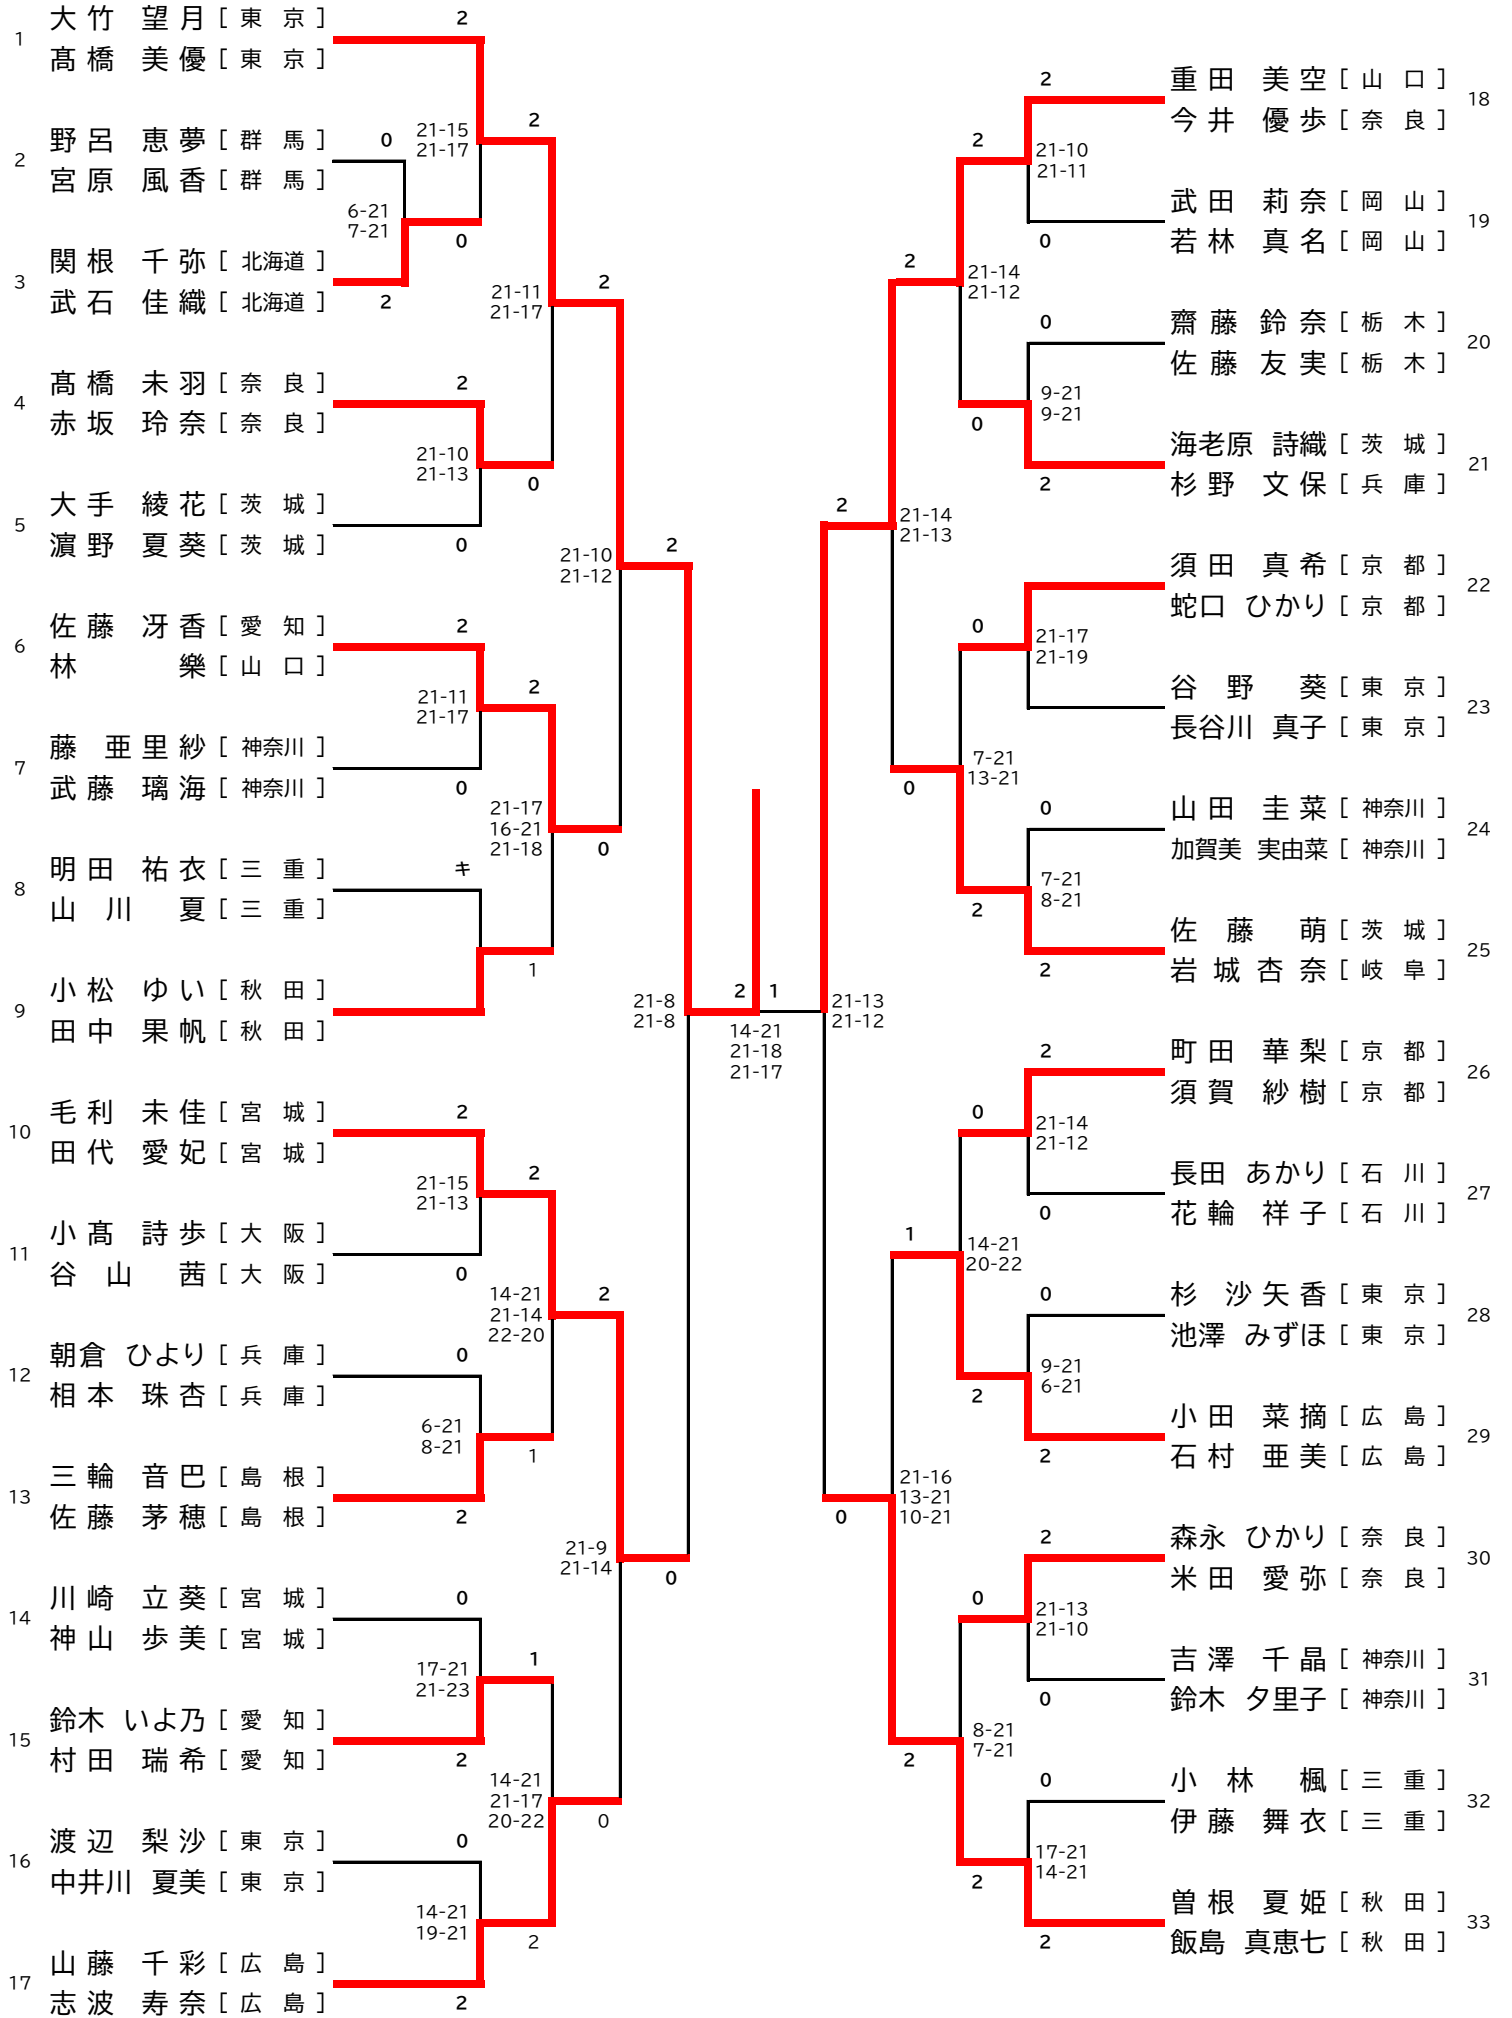 1 大竹 望月 [ 東 京 ]
髙橋 美優 [ 東 京 ]
2
2 野呂 恵夢 [ 群 馬 ]
宮原 風香 [ 群 馬 ]
0
3 関根 千弥 [ 北海道 ]
武石 佳織 [ 北海道 ]
2
6-21
7-21
0
21-15
21-17
2
4 髙橋 未羽 [ 奈 良 ]
赤坂 玲奈 [ 奈 良 ]
2
5 大手 綾花 [ 茨 城 ]
濵野 夏葵 [ 茨 城 ]
0
21-10
21-13
0
21-11
21-17
2
6 佐藤 冴香 [ 愛 知 ]
林 樂 [ 山 口 ]
2
7 藤 亜里紗 [ 神奈川 ]
武藤 璃海 [ 神奈川 ]
0
21-11
21-17
2
8 明田 祐衣 [ 三 重 ]
山川 夏 [ 三 重 ]
キ
9 小松 ゆい [ 秋 田 ]
田中 果帆 [ 秋 田 ]
1
21-17
16-21
21-18
0
21-10
21-12
2
10 毛利 未佳 [ 宮 城 ]
田代 愛妃 [ 宮 城 ]
2
11 小髙 詩歩 [ 大 阪 ]
谷山 茜 [ 大 阪 ]
0
21-15
21-13
2
12 朝倉 ひより [ 兵 庫 ]
相本 珠杏 [ 兵 庫 ]
0
13 三輪 音巴 [ 島 根 ]
佐藤 茅穂 [ 島 根 ]
2
6-21
8-21
1
14-21
21-14
22-20
2
14 川崎 立葵 [ 宮 城 ]
神山 歩美 [ 宮 城 ]
0
15 鈴木 いよ乃 [ 愛 知 ]
村田 瑞希 [ 愛 知 ]
2
17-21
21-23
1
16 渡辺 梨沙 [ 東 京 ]
中井川 夏美 [ 東 京 ]
0
17 山藤 千彩 [ 広 島 ]
志波 寿奈 [ 広 島 ]
2
14-21
19-21
2
14-21
21-17
20-22
0
21-9
21-14
0
21-8
21-8
2
1
14-21
21-18
21-17
重田 美空 [ 山 口 ] 18
今井 優歩 [ 奈 良 ]
2
武田 莉奈 [ 岡 山 ] 19
若林 真名 [ 岡 山 ]
0
21-10
21-11
2
齋藤 鈴奈 [ 栃 木 ] 20
佐藤 友実 [ 栃 木 ]
0
海老原 詩織 [ 茨 城 ] 21
杉野 文保 [ 兵 庫 ]
2
9-21
9-21
0
21-14
21-12
2
須田 真希 [ 京 都 ] 22
蛇口 ひかり [ 京 都 ]
谷野 葵 [ 東 京 ] 23
長谷川 真子 [ 東 京 ]
21-17
21-19
0
山田 圭菜 [ 神奈川 ] 24
加賀美 実由菜 [ 神奈川 ]
0
佐藤 萌 [ 茨 城 ] 25
岩城 杏奈 [ 岐 阜 ]
2
7-21
8-21
2
7-21
13-21
0
21-14
21-13
2
町田 華梨 [ 京 都 ] 26
須賀 紗樹 [ 京 都 ]
2
長田 あかり [ 石 川 ] 27
花輪 祥子 [ 石 川 ]
0
21-14
21-12
0
杉 沙矢香 [ 東 京 ] 28
池澤 みずほ [ 東 京 ]
0
小田 菜摘 [ 広 島 ] 29
石村 亜美 [ 広 島 ]
2
9-21
6-21
2
14-21
20-22
1
森永 ひかり [ 奈 良 ] 30
米田 愛弥 [ 奈 良 ]
2
吉澤 千晶 [ 神奈川 ] 31
鈴木 夕里子 [ 神奈川 ]
0
21-13
21-10
0
小林 楓 [ 三 重 ] 32
伊藤 舞衣 [ 三 重 ]
0
曽根 夏姫 [ 秋 田 ] 33
飯島 真恵七 [ 秋 田 ]
2
17-21
14-21
2
8-21
7-21
2
21-16
13-21
10-21
0
21-13
21-12